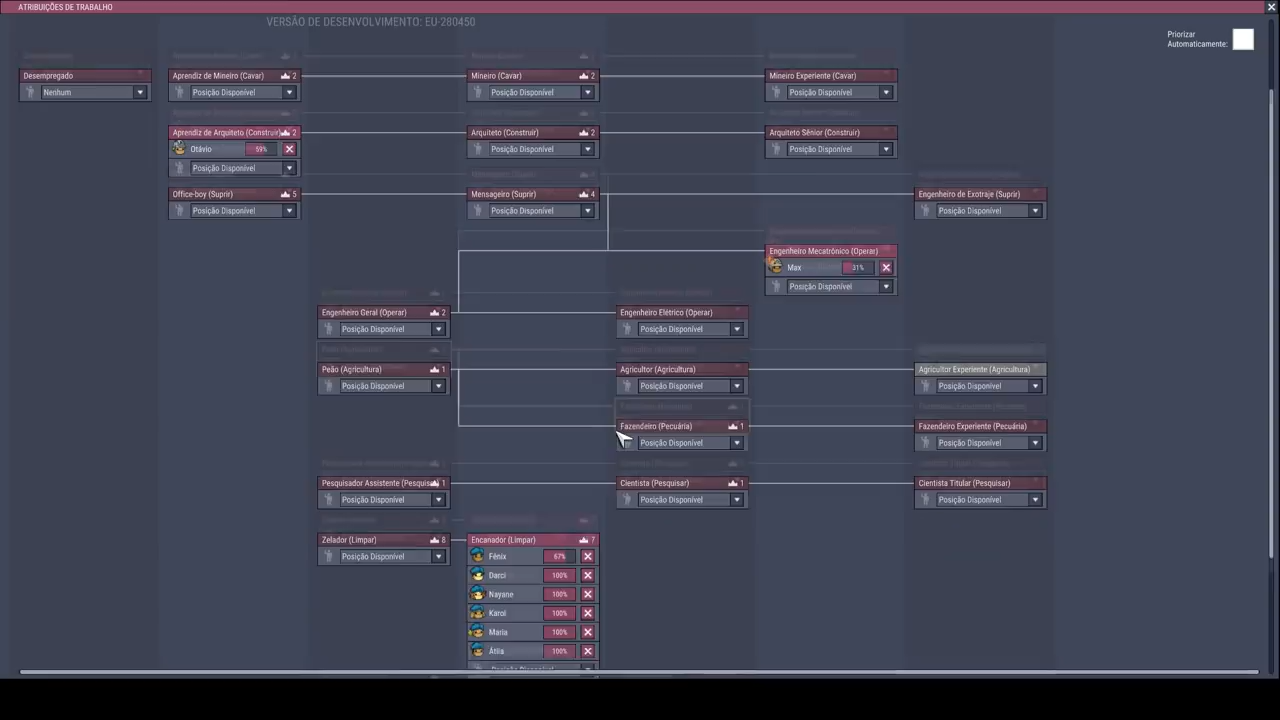 ATRIBUIÇÕES DE TRABALHO
VERSÃO DE DESENVOLVIMENTO: EU-280450
Priorizar
Automaticamente:
Desempregado
Nenhum
Aprendiz de Mineiro (Cavar) 2
Posição Disponível
Mineiro (Cavar) 2
Posição Disponível
Mineiro Experiente (Cavar)
Posição Disponível
Aprendiz de Arquiteto (Construir) 2
Otávio 59%
Posição Disponível
Arquiteto (Construir) 2
Posição Disponível
Arquiteto Sênior (Construir)
Posição Disponível
Office-boy (Suprir) 5
Posição Disponível
Mensageiro (Suprir) 4
Posição Disponível
Engenheiro de Exotraje (Suprir)
Posição Disponível
Engenheiro Mecatrônico (Operar)
Max 31%
Posição Disponível
Engenheiro Geral (Operar) 2
Posição Disponível
Engenheiro Elétrico (Operar)
Posição Disponível
Peão (Agricultura) 1
Posição Disponível
Agricultor (Agricultura)
Posição Disponível
Agricultor Experiente (Agricultura)
Posição Disponível
Fazendeiro (Pecuária) 1
Posição Disponível
Fazendeiro Experiente (Pecuária)
Posição Disponível
Pesquisador Assistente (Pesquisa 1
Posição Disponível
Cientista (Pesquisar) 1
Posição Disponível
Cientista Titular (Pesquisar)
Posição Disponível
Zelador (Limpar) 8
Posição Disponível
Encanador (Limpar) 7
Fênix 67%
Darci 100%
Nayane 100%
Karol 100%
Maria 100%
Átila 100%
Posição Disponível